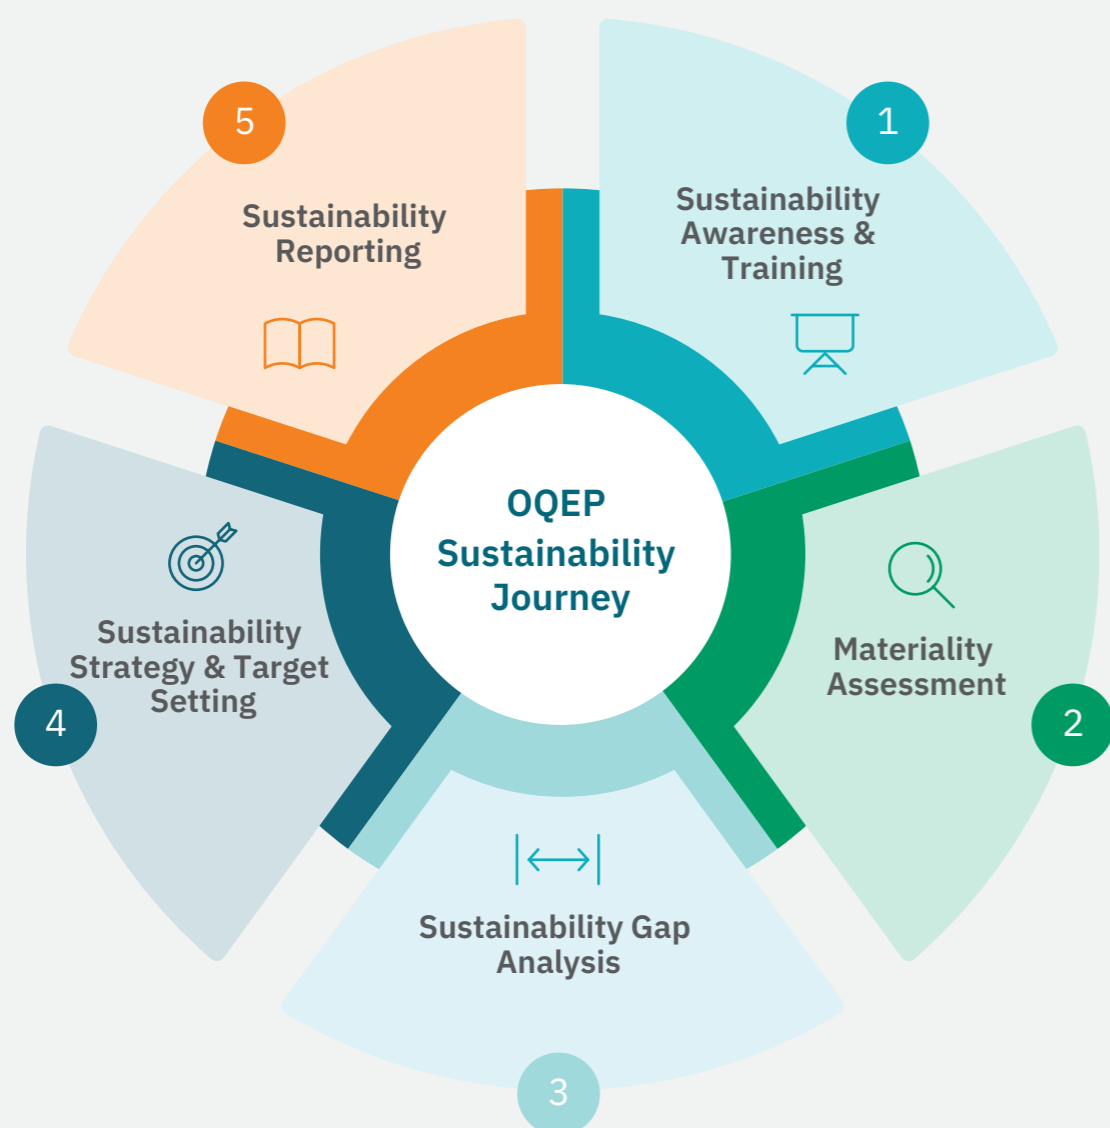 OQEP
Sustainability
Journey
1
Sustainability
Awareness &
Training
2
Materiality
Assessment
3
Sustainability Gap
Analysis
4
Sustainability
Strategy & Target
Setting
5
Sustainability
Reporting